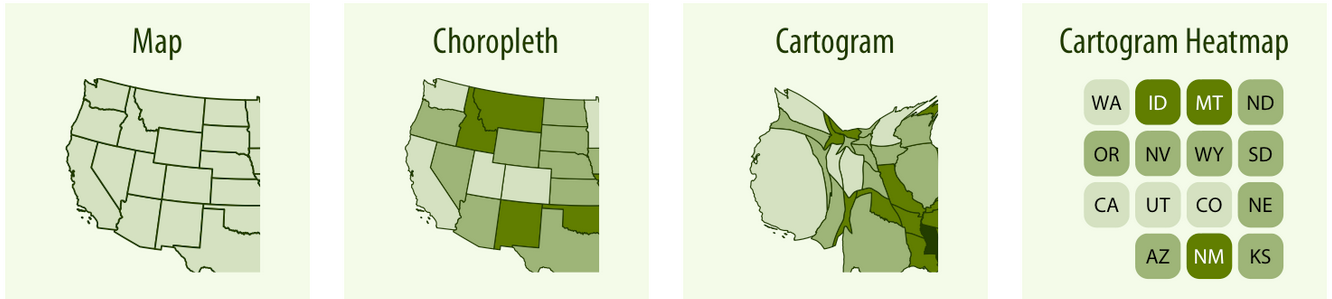 Map
Choropleth
Cartogram
Cartogram Heatmap
WA ID MT ND
OR NV WY SD
CA UT CO NE
AZ NM KS